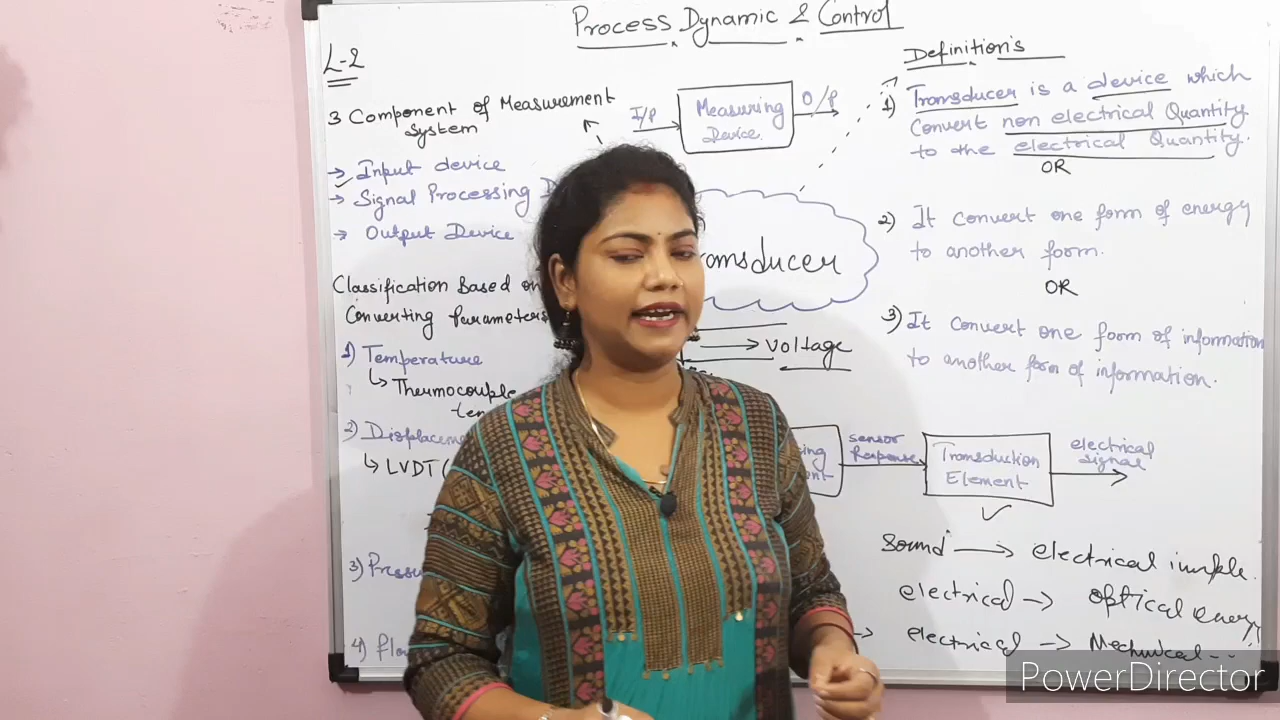 Process Dynamic & Control
L-2
3 Component of Measurement
System
→ Input device
→ Signal Processing
→ Output Device
Classification Based on
Converting Parameters
1) Temperature
↳ Thermocouple
2)
↳ LVDT(
3)
4)
I/P
Measuring
Device.
O/P
voltage
Definition's
1) Transducer is a device which
Convert non electrical Quantity
to the electrical Quantity.
OR
2) It Convert one form of energy
to another form.
OR
3) It Convert one form of information
to another form of information.
sensor
Response
Transduction
Element
electrical
signal
Sound → electrical
electrical → optical energy
→ electrical → Mechanical ...
PowerDirector